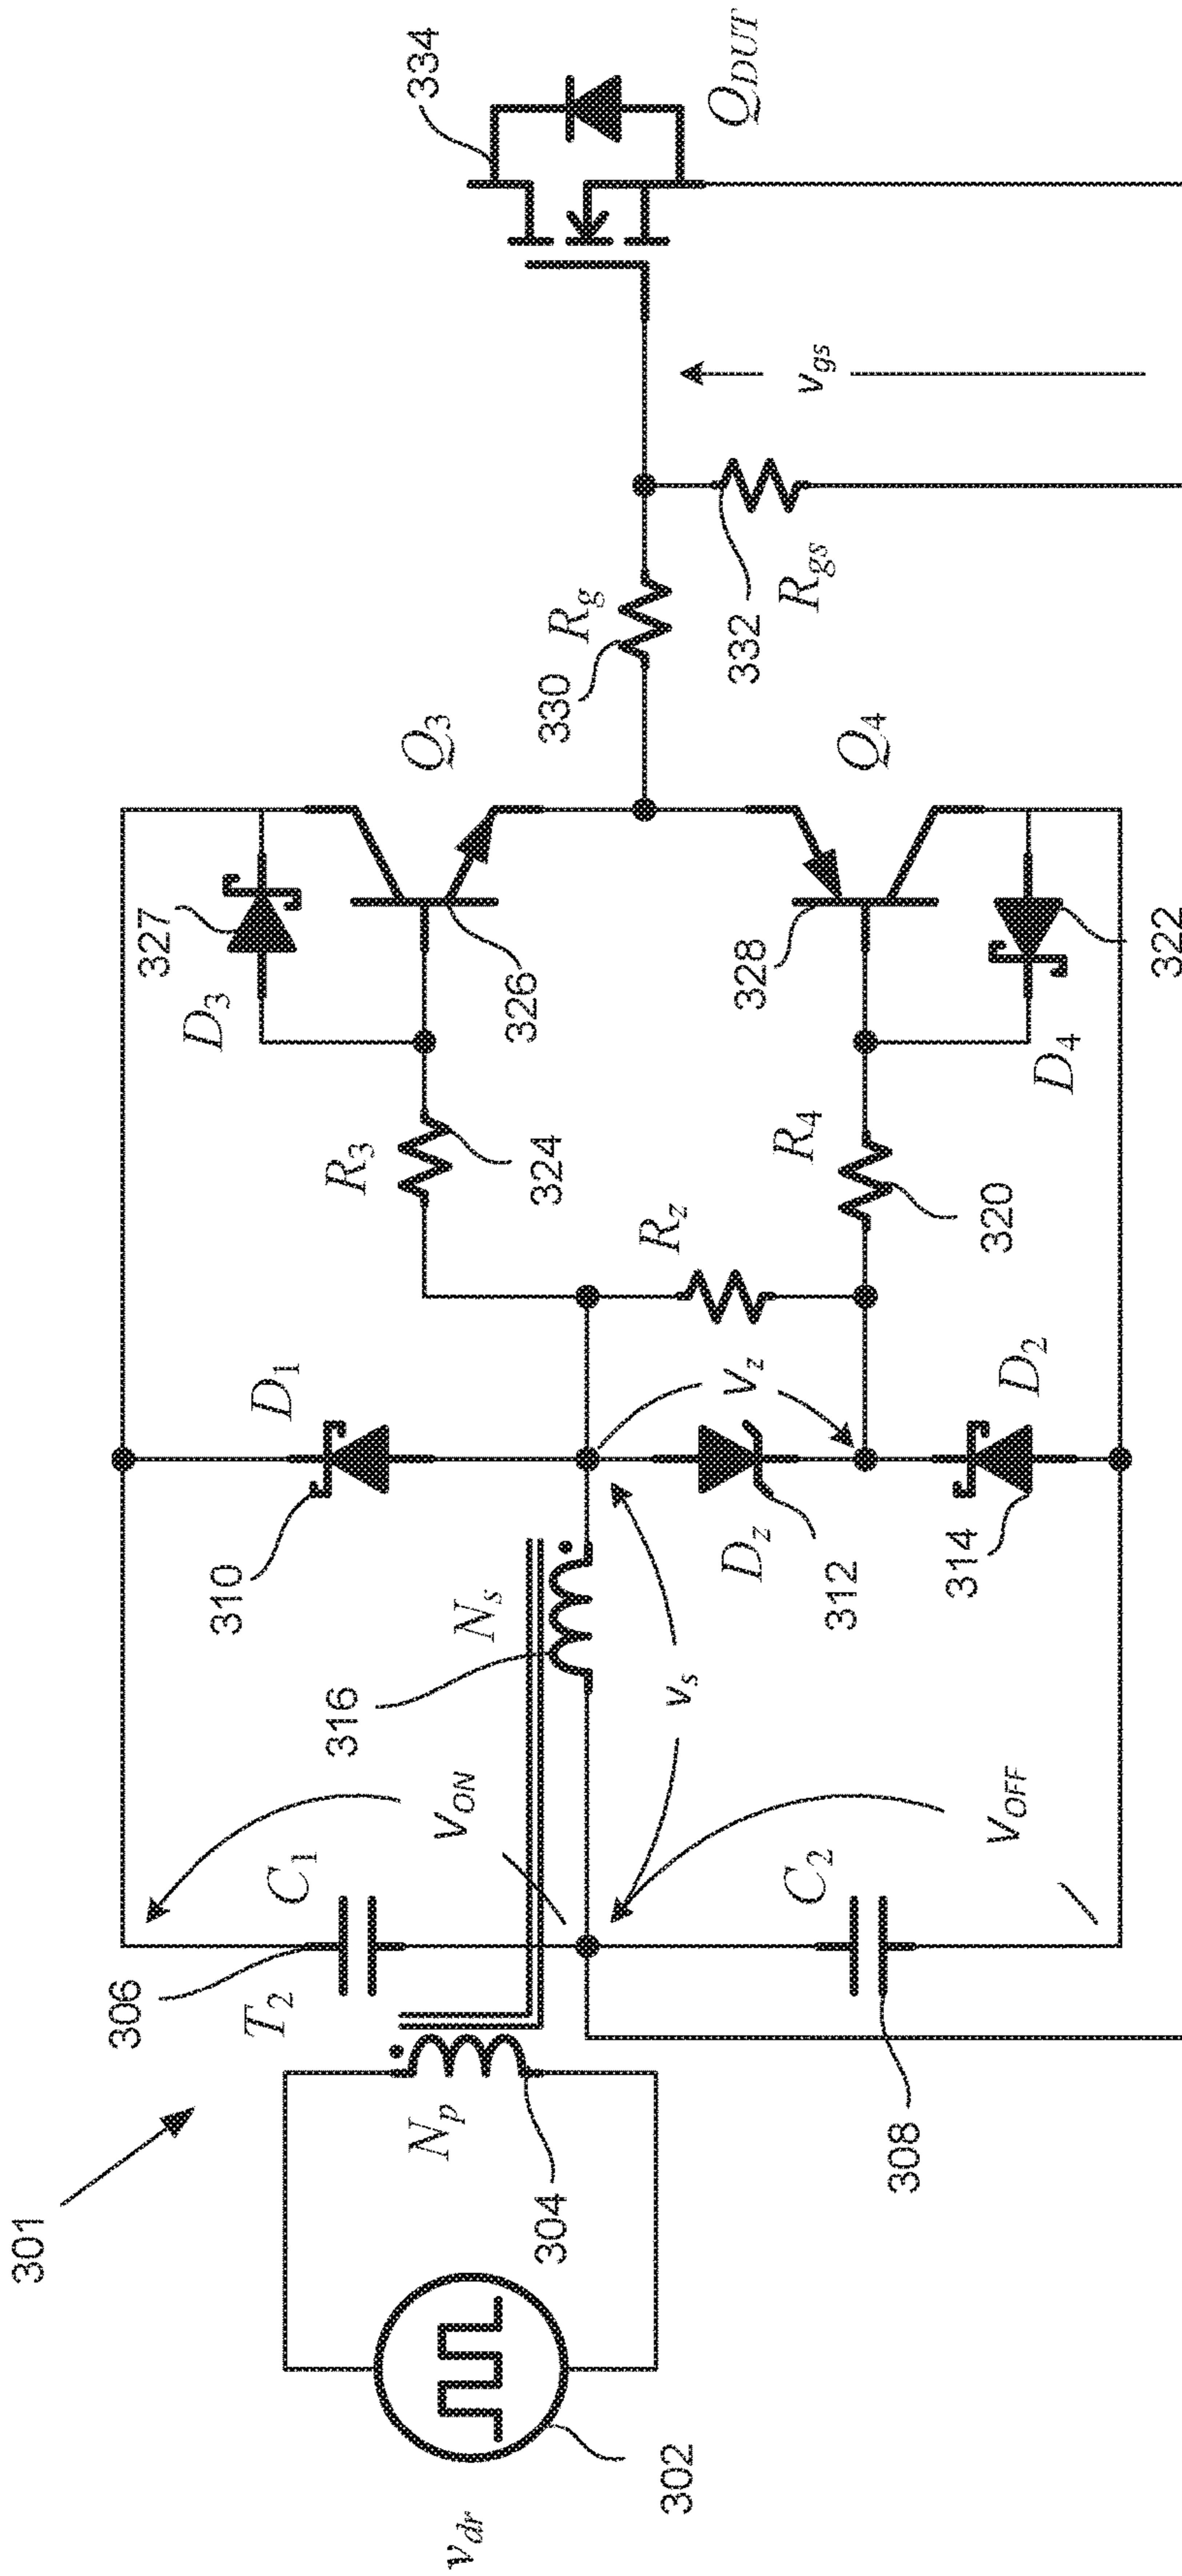 301
v_dr
302
N_p
304
T_2
306
C_1
V_ON
C_2
308
V_OFF
316
N_s
v_s
310
D_1
D_z
312
V_z
314
D_2
R_z
R_3
324
R_4
320
D_3
327
326
Q_3
328
D_4
322
Q_4
330
R_g
332
R_gs
v_gs
334
Q_DUT